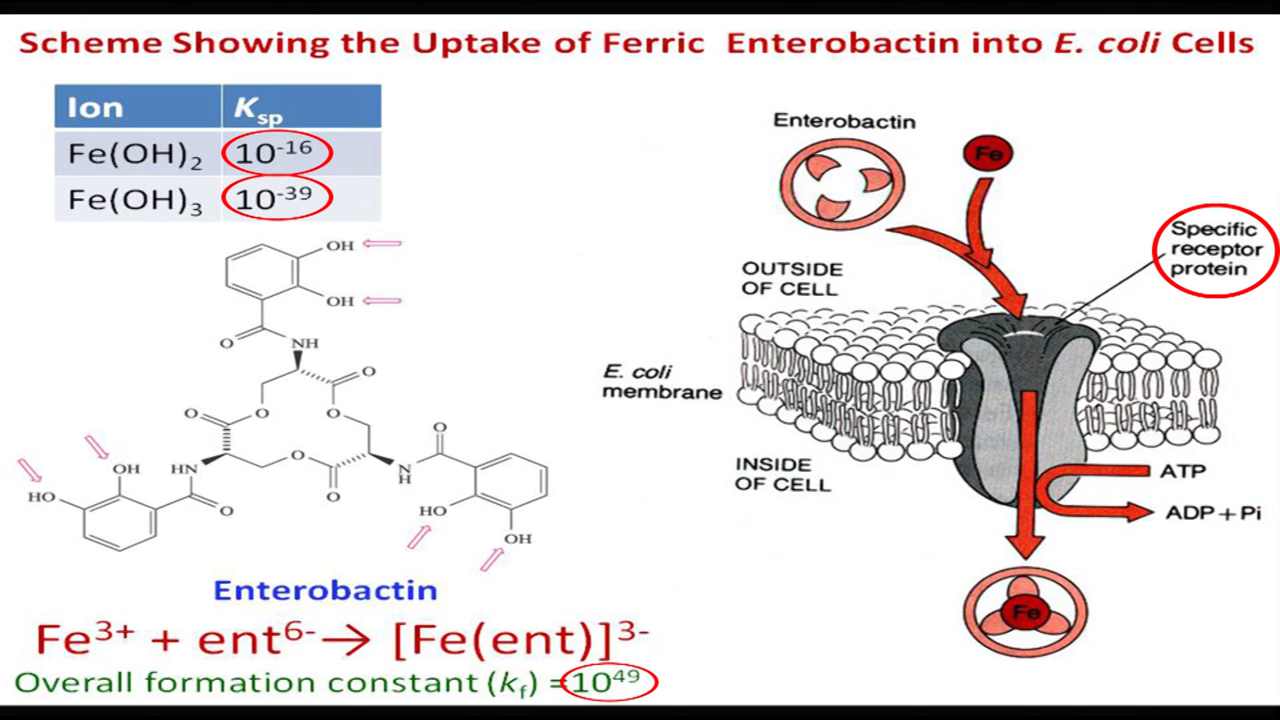 Scheme Showing the Uptake of Ferric Enterobactin into E. coli Cells
Ion Ksp
Fe(OH)2 10-16
Fe(OH)3 10-39
OH
OH
O
NH
O
O
O
O
O
O
O
HN
OH
HO
O
N
H
O
HO
OH
Enterobactin
Fe3+ + ent6-→ [Fe(ent)]3-
Overall formation constant (kf) =1049
Enterobactin
Fe
Specific
receptor
protein
OUTSIDE
OF CELL
E. coli
membrane
INSIDE
OF CELL
ATP
ADP + Pi
Fe